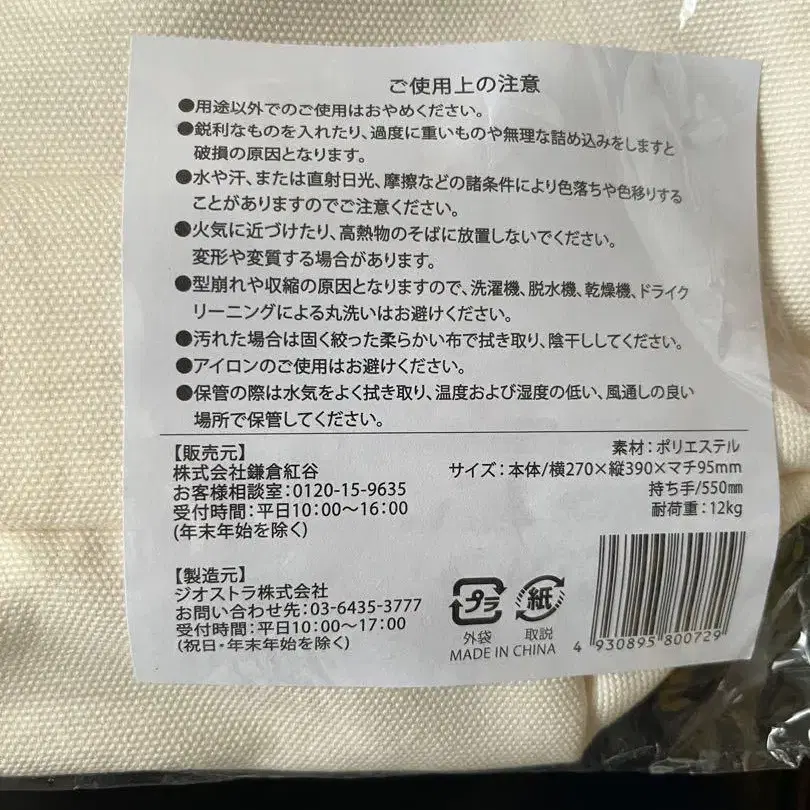 ご使用上の注意
●用途以外でのご使用はおやめください。
●鋭利なものを入れたり、過度に重いものや無理な詰め込みをしますと
破損の原因となります。
●水や汗、または直射日光、摩擦などの諸条件により色落ちや色移りする
ことがありますのでご注意ください。
●火気に近づけたり、高熱物のそばに放置しないでください。
変形や変質する場合があります。
●型崩れや収縮の原因となりますので、洗濯機、脱水機、乾燥機、ドライク
リーニングによる丸洗いはお避けください。
●汚れた場合は固く絞った柔らかい布で拭き取り、陰干ししてください。
●アイロンのご使用はお避けください。
●保管の際は水気をよく拭き取り、温度および湿度の低い、風通しの良い
場所で保管してください。
【販売元】
株式会社鎌倉紅谷
お客様相談室:0120-15-9635
受付時間:平日10:00〜16:00
(年末年始を除く)
素材:ポリエステル
サイズ:本体/横270×縦390×マチ95mm
持ち手/550㎜
耐荷重:12kg
【製造元】
ジオストラ株式会社
お問い合わせ先:03-6435-3777
受付時間:平日10:00〜17:00
(祝日・年末年始を除く)
プラ
外袋
紙
取説
MADE IN CHINA
4 930895 800729